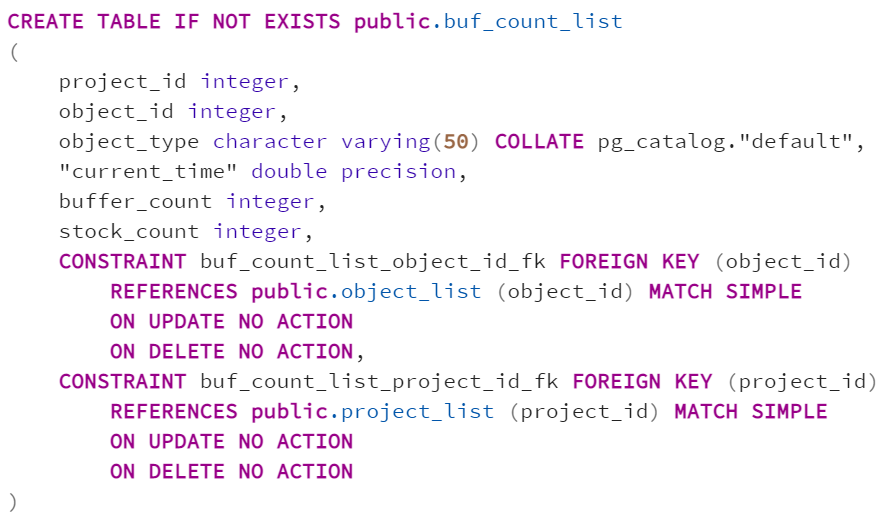 CREATE TABLE IF NOT EXISTS public.buf_count_list
(
    project_id integer,
    object_id integer,
    object_type character varying(50) COLLATE pg_catalog."default",
    "current_time" double precision,
    buffer_count integer,
    stock_count integer,
    CONSTRAINT buf_count_list_object_id_fk FOREIGN KEY (object_id)
        REFERENCES public.object_list (object_id) MATCH SIMPLE
        ON UPDATE NO ACTION
        ON DELETE NO ACTION,
    CONSTRAINT buf_count_list_project_id_fk FOREIGN KEY (project_id)
        REFERENCES public.project_list (project_id) MATCH SIMPLE
        ON UPDATE NO ACTION
        ON DELETE NO ACTION
)